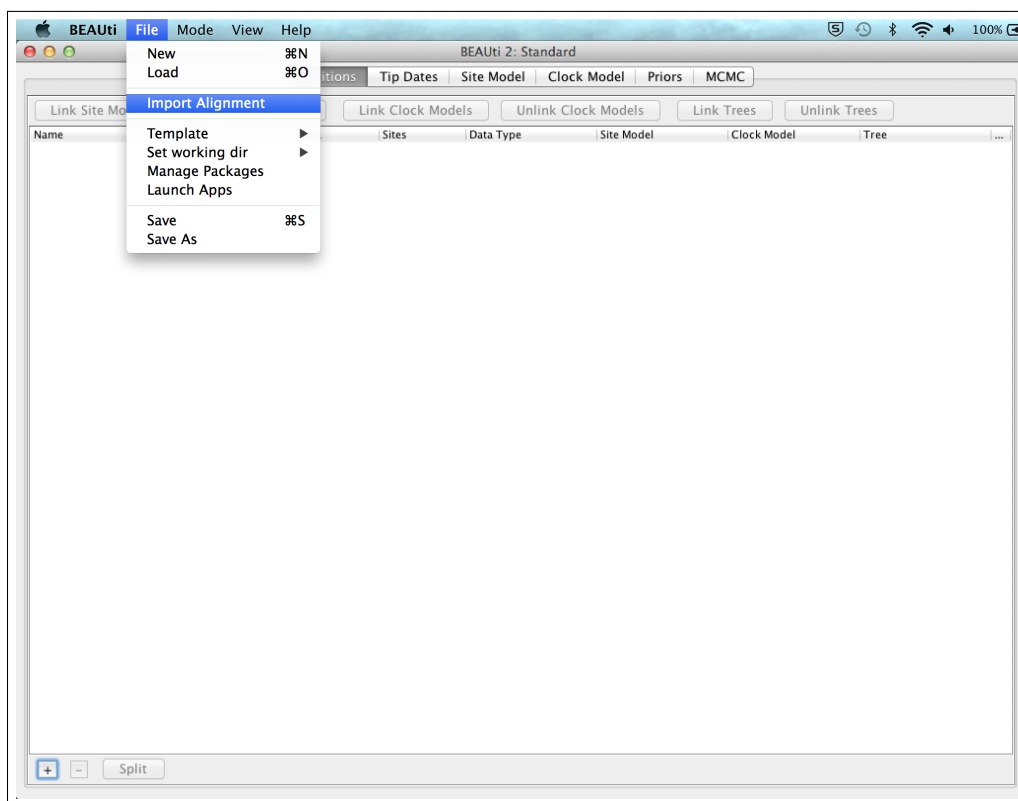 BEAUti File Mode View Help 100%
BEAUti 2: Standard
itions Tip Dates Site Model Clock Model Priors MCMC
Link Site Mo Link Clock Models Unlink Clock Models Link Trees Unlink Trees
Name Sites Data Type Site Model Clock Model Tree ...
New ⌘N
Load ⌘O
Import Alignment
Template ▶
Set working dir ▶
Manage Packages
Launch Apps
Save ⌘S
Save As
+ - Split